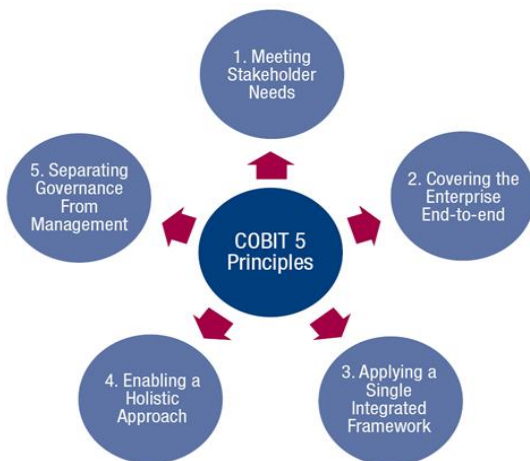 1. Meeting
Stakeholder
Needs
2. Covering the
Enterprise
End-to-end
3. Applying a
Single
Integrated
Framework
4. Enabling a
Holistic
Approach
5. Separating
Governance
From
Management
COBIT 5
Principles